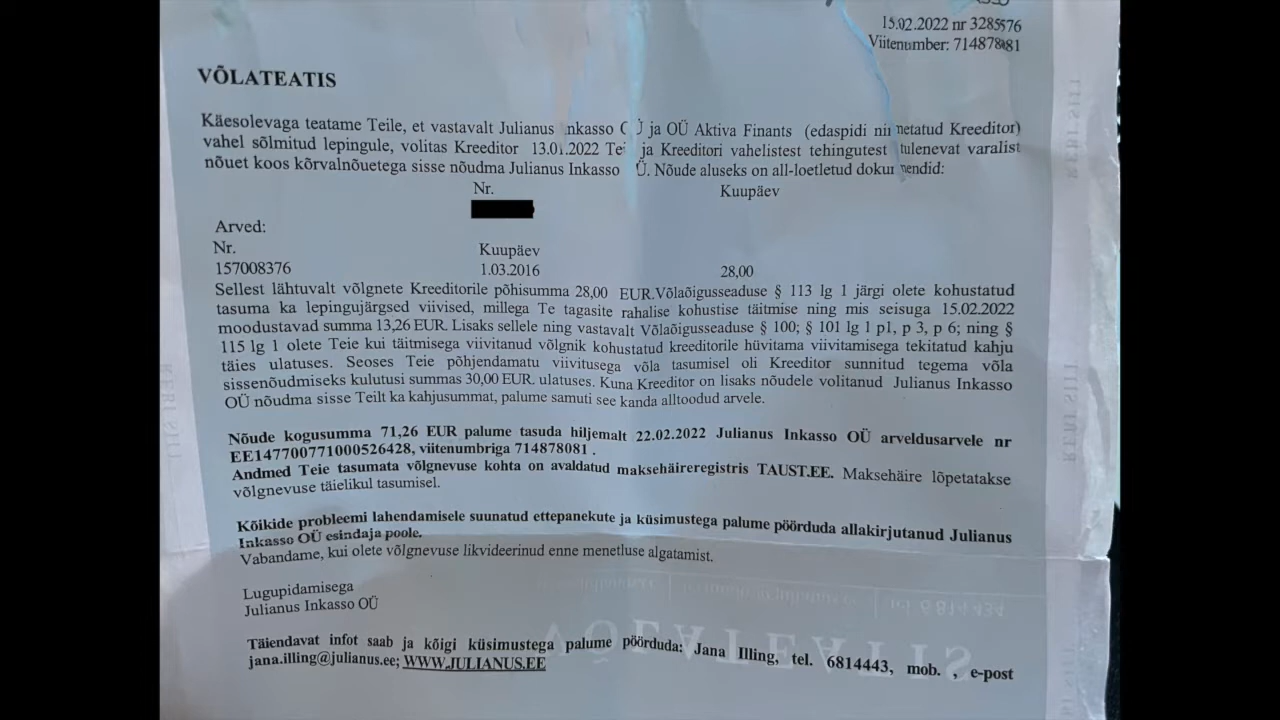 15.02.2022 nr 3285576
Viitenumber: 714878081
VÕLATEATIS
Käesolevaga teatame Teile, et vastavalt Julianus Inkasso OÜ ja OÜ Aktiva Finants (edaspidi nimetatud Kreeditor)
vahel sõlmitud lepingule, volitas Kreeditor 13.01.2022 Tei ja Kreeditori vahelistest tehingutest tulenevat varalist
nõuet koos kõrvalnõuetega sisse nõudma Julianus Inkasso OÜ. Nõude aluseks on all-loetletud dokumendid:
Nr. Kuupäev
Arved:
Nr. Kuupäev
157008376 1.03.2016 28,00
Sellest lähtuvalt võlgnete Kreeditorile põhisumma 28,00 EUR.Võlaõigusseaduse § 113 lg 1 järgi olete kohustatud
tasuma ka lepingujärgsed viivised, millega Te tagasite rahalise kohustise täitmise ning mis seisuga 15.02.2022
moodustavad summa 13,26 EUR. Lisaks sellele ning vastavalt Võlaõigusseaduse § 100; § 101 lg 1 p1, p 3, p 6; ning §
115 lg 1 olete Teie kui täitmisega viivitanud võlgnik kohustatud kreeditorile hüvitama viivitamisega tekitatud kahju
täies ulatuses. Seoses Teie põhjendamatu viivitusega võla tasumisel oli Kreeditor sunnitud tegema võla
sissenõudmiseks kulutusi summas 30,00 EUR. ulatuses. Kuna Kreeditor on lisaks nõudele volitanud Julianus Inkasso
OÜ nõudma sisse Teilt ka kahjusummat, palume samuti see kanda alltoodud arvele.
Nõude kogusumma 71,26 EUR palume tasuda hiljemalt 22.02.2022 Julianus Inkasso OÜ arveldusarvele nr
EE147700771000526428, viitenumbriga 714878081 .
Andmed Teie tasumata võlgnevuse kohta on avaldatud maksehäireregistris TAUST.EE. Maksehäire lõpetatakse
võlgnevuse täielikul tasumisel.
Kõikide probleemi lahendamisele suunatud ettepanekute ja küsimustega palume pöörduda allakirjutanud Julianus
Inkasso OÜ esindaja poole.
Vabandame, kui olete võlgnevuse likvideerinud enne menetluse algatamist.
Lugupidamisega
Julianus Inkasso OÜ
Täiendavat infot saab ja kõigi küsimustega palume pöörduda: Jana Illing, tel. 6814443, mob. , e-post
jana.illing@julianus.ee; WWW.JULIANUS.EE